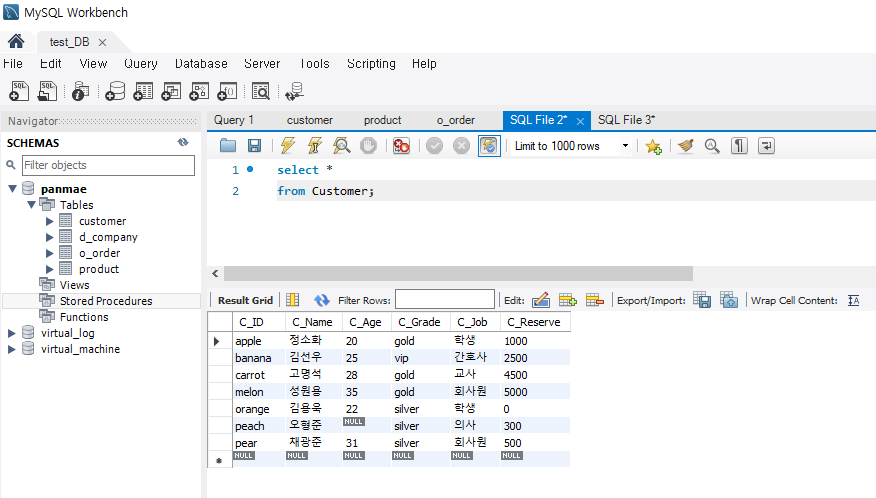 MySQL Workbench
test_DB
File Edit View Query Database Server Tools Scripting Help
Navigator
SCHEMAS
Filter objects
panmae
Tables
customer
d_company
o_order
product
Views
Stored Procedures
Functions
virtual_log
virtual_machine
Query 1 customer product o_order SQL File 2* SQL File 3*
Limit to 1000 rows
1 select *
2 from Customer;
Result Grid Filter Rows: Edit: Export/Import: Wrap Cell Content:
C_ID C_Name C_Age C_Grade C_Job C_Reserve
apple 정소화 20 gold 학생 1000
banana 김선우 25 vip 간호사 2500
carrot 고명석 28 gold 교사 4500
melon 성원용 35 gold 회사원 5000
orange 김용욱 22 silver 학생 0
peach 오형준 NULL silver 의사 300
pear 채광준 31 silver 회사원 500
NULL NULL NULL NULL NULL NULL